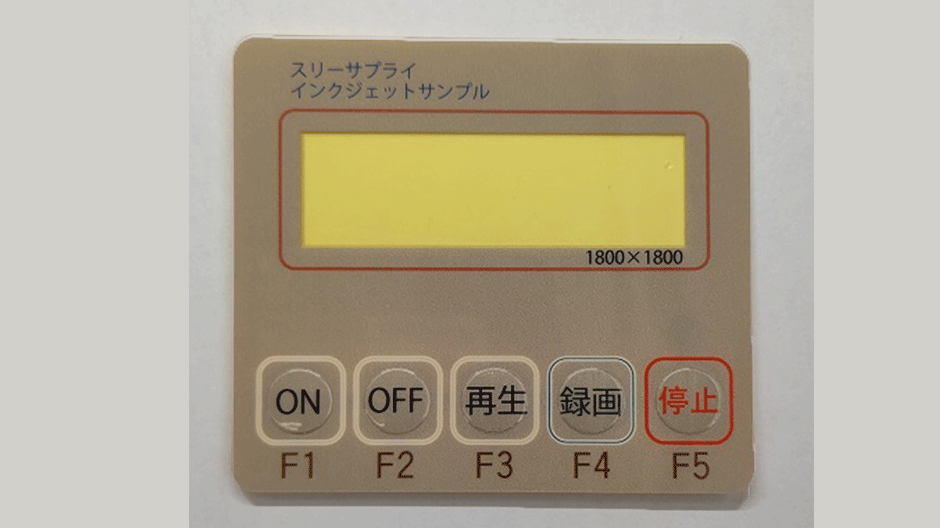 スリーサプライ
インクジェットサンプル
1800×1800
ON OFF 再生 録画 停止
F1 F2 F3 F4 F5